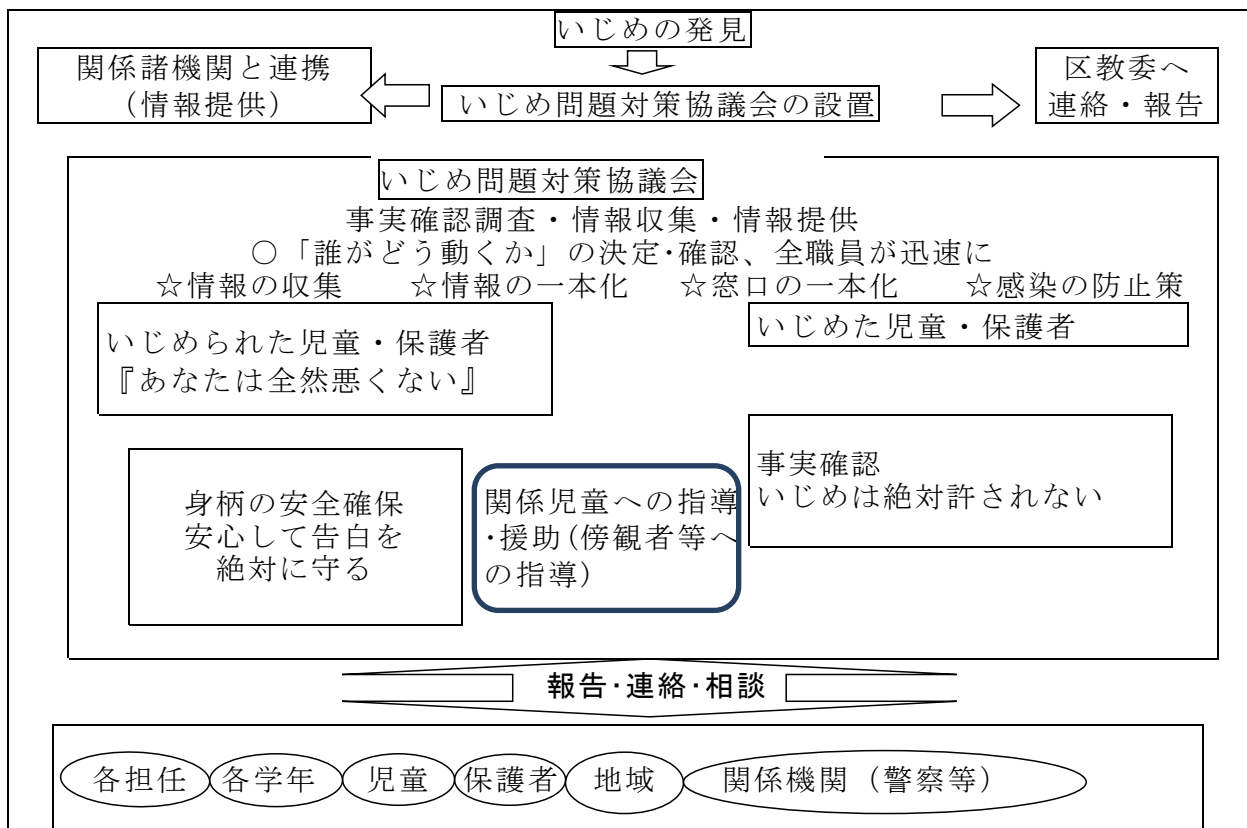 いじめの発見
関係諸機関と連携
（情報提供）
いじめ問題対策協議会の設置
区教委へ
連絡・報告
いじめ問題対策協議会
事実確認調査・情報収集・情報提供
○「誰がどう動くか」の決定･確認、全職員が迅速に
☆情報の収集　☆情報の一本化　☆窓口の一本化　☆感染の防止策
いじめられた児童・保護者
『あなたは全然悪くない』
いじめた児童・保護者
身柄の安全確保
安心して告白を
絶対に守る
関係児童への指導
･援助(傍観者等へ
の指導)
事実確認
いじめは絶対許されない
報告･連絡･相談
各担任　各学年　児童　保護者　地域　関係機関（警察等）